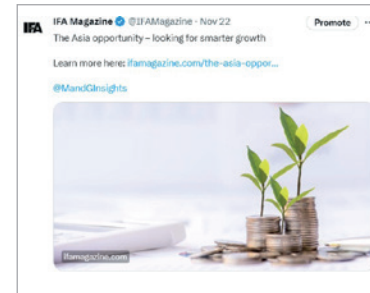 IFA
IFA Magazine @IFAMagazine · Nov 22
Promote
The Asia opportunity – looking for smarter growth
Learn more here: ifamagazine.com/the-asia-oppor...
@MandGInsights
ifamagazine.com